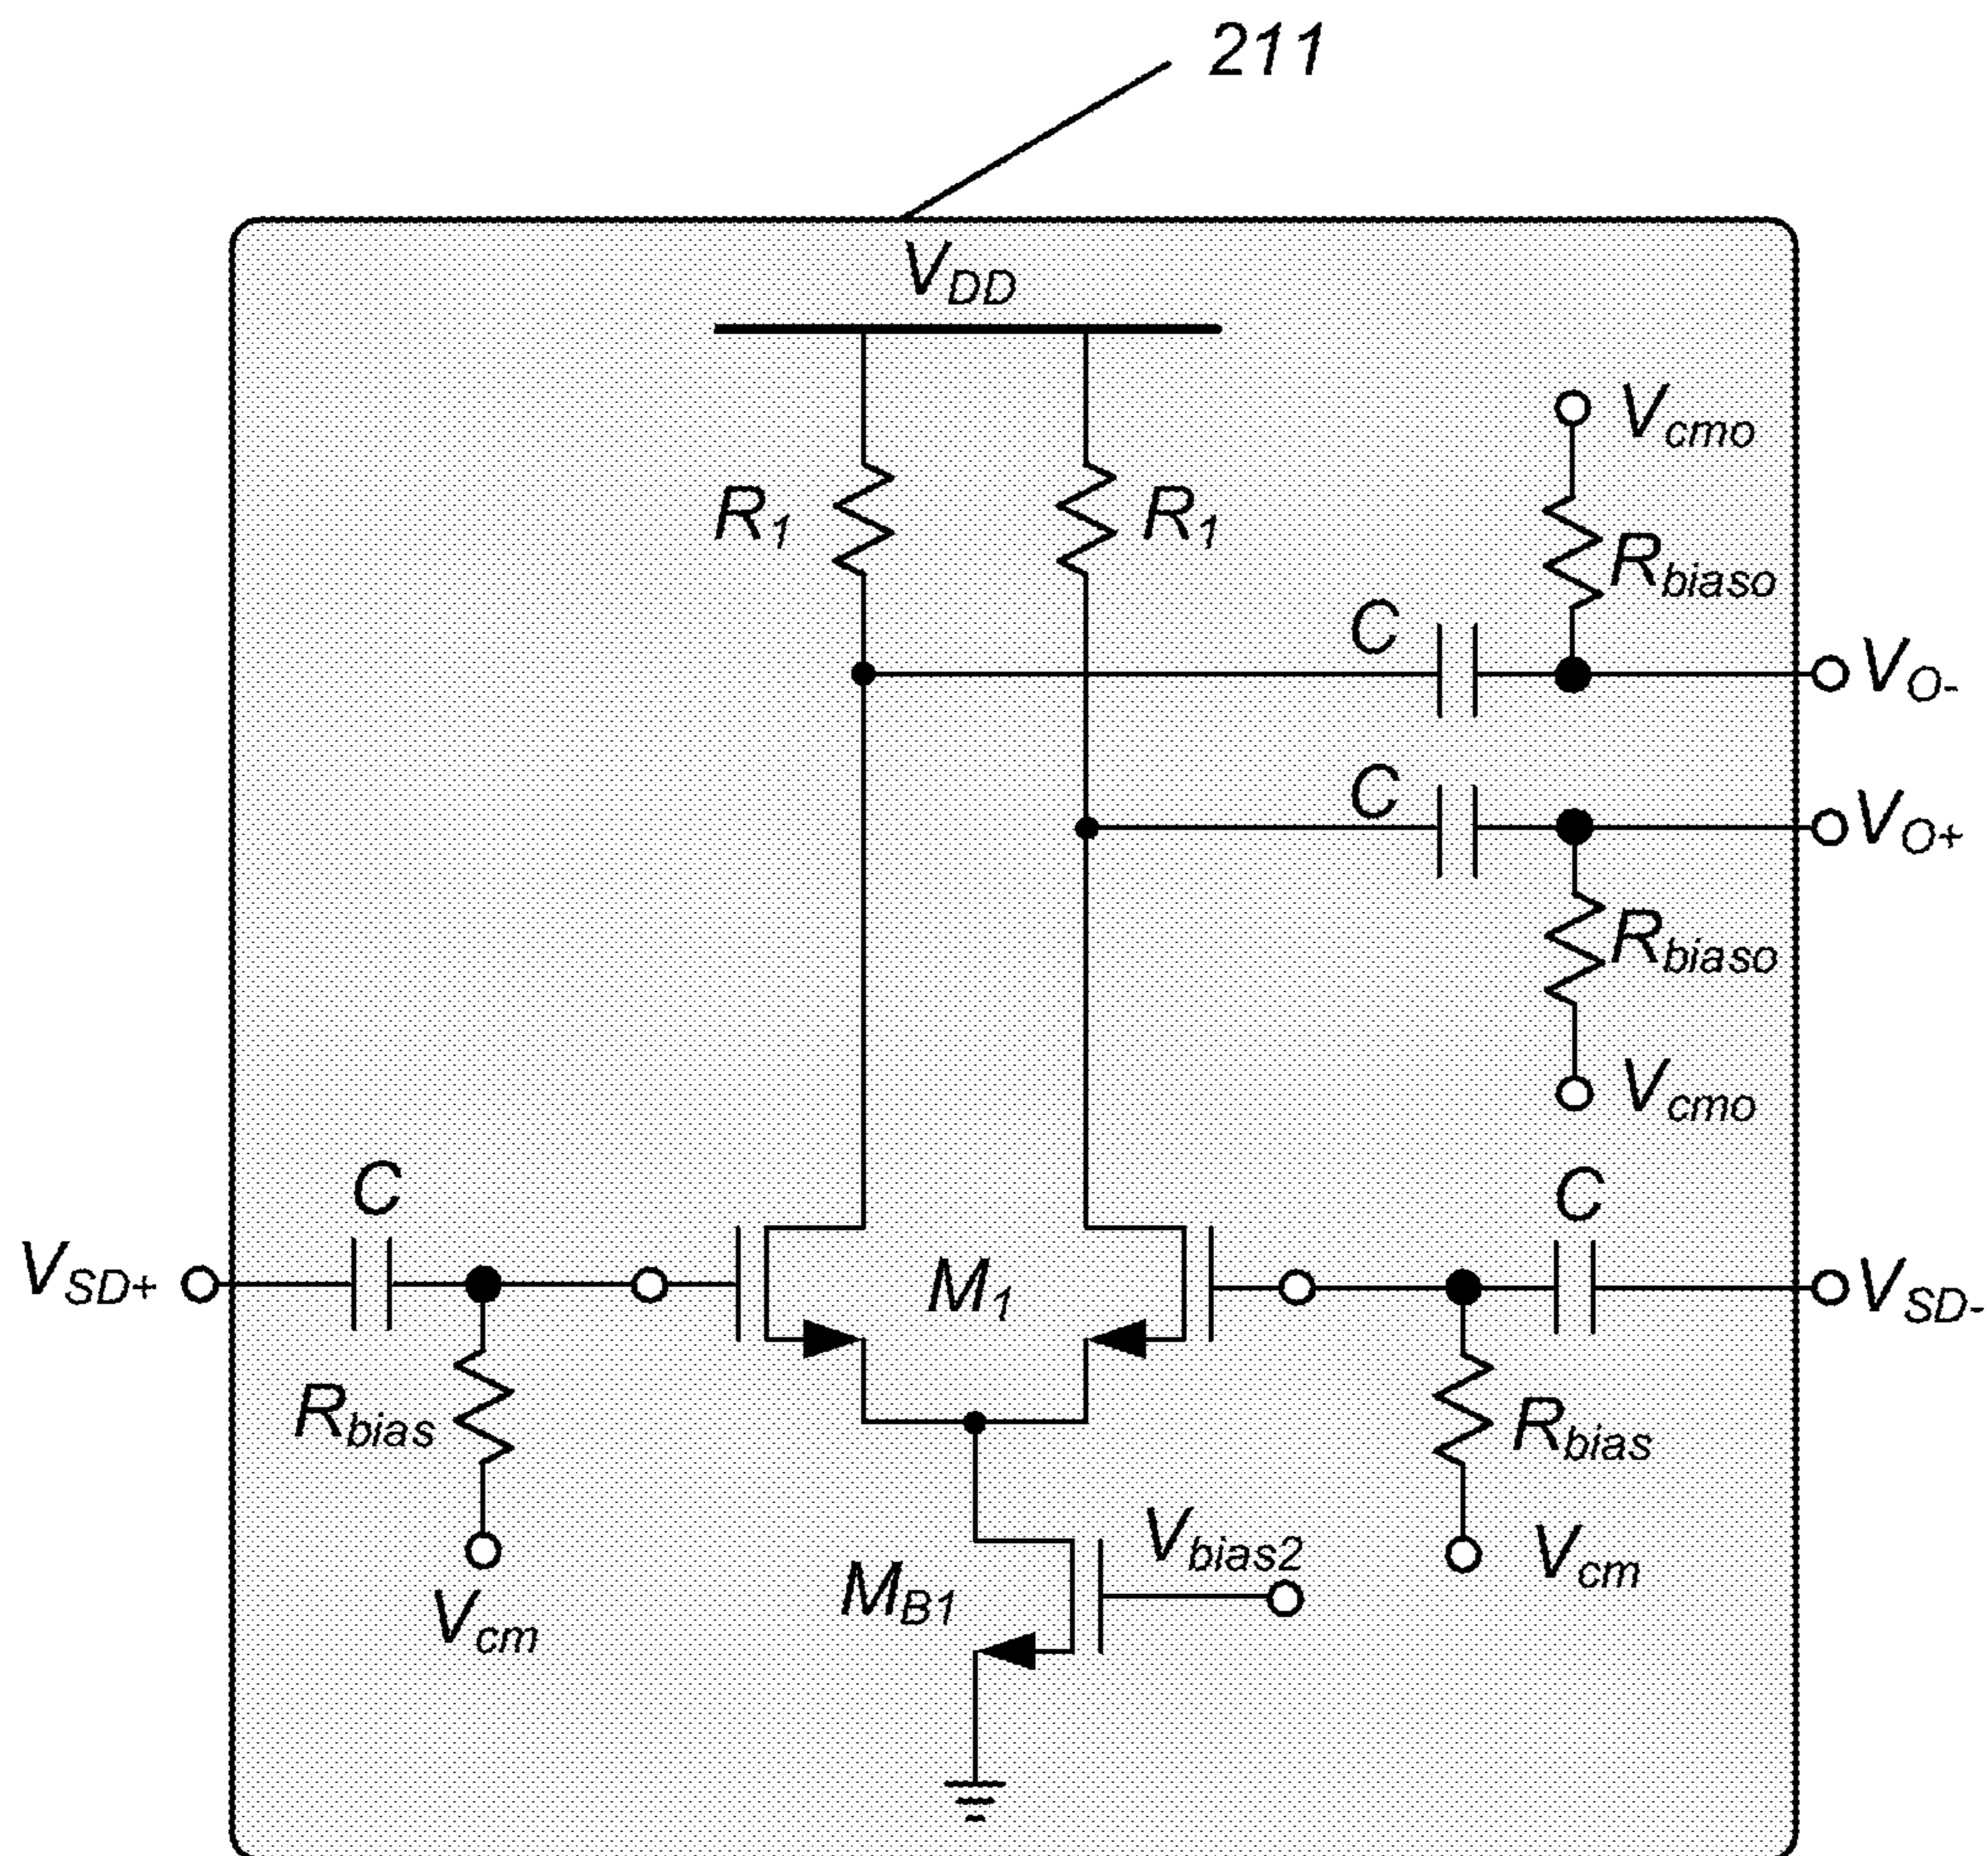 211
VDD
Vcmo
R1
R1
Rbiaso
C
VO-
C
VO+
Rbiaso
Vcmo
C
C
VSD+
M1
VSD-
Rbias
Rbias
Vbias2
Vcm
MB1
Vcm